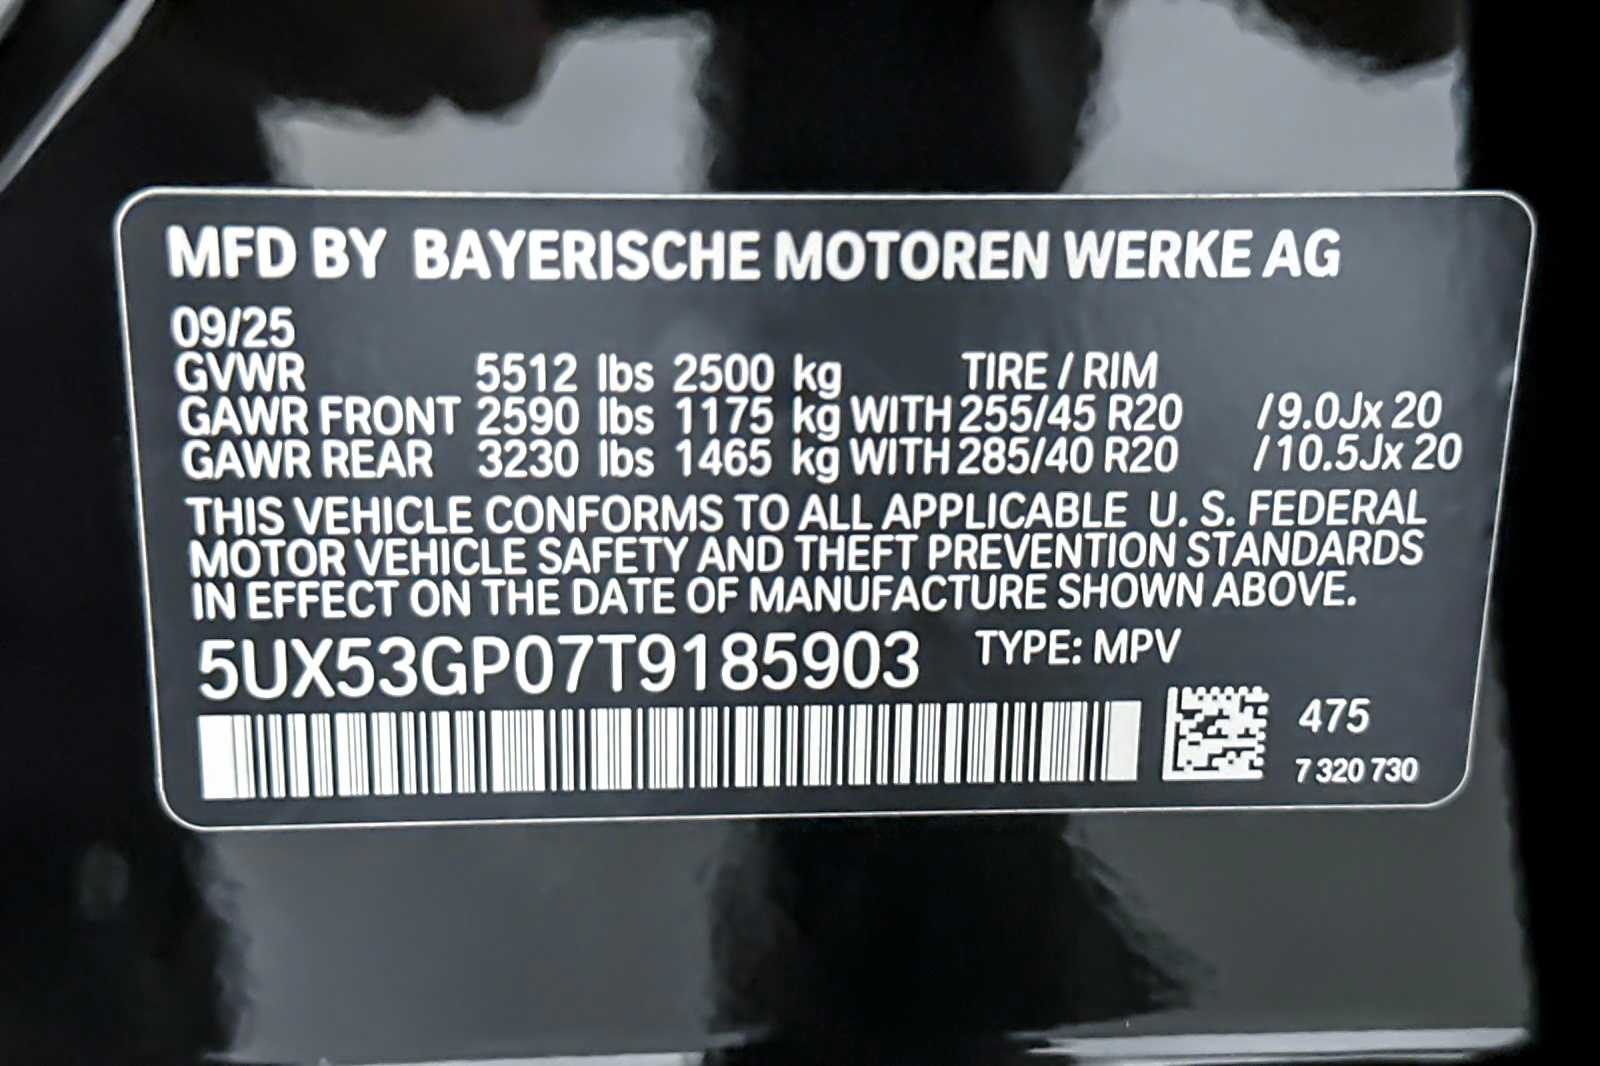 MFD BY BAYERISCHE MOTOREN WERKE AG
09/25
GVWR 5512 lbs 2500 kg TIRE / RIM
GAWR FRONT 2590 lbs 1175 kg WITH 255/45 R20 /9.0Jx 20
GAWR REAR 3230 lbs 1465 kg WITH 285/40 R20 /10.5Jx 20
THIS VEHICLE CONFORMS TO ALL APPLICABLE U. S. FEDERAL
MOTOR VEHICLE SAFETY AND THEFT PREVENTION STANDARDS
IN EFFECT ON THE DATE OF MANUFACTURE SHOWN ABOVE.
5UX53GP07T9185903 TYPE: MPV
475
7 320 730